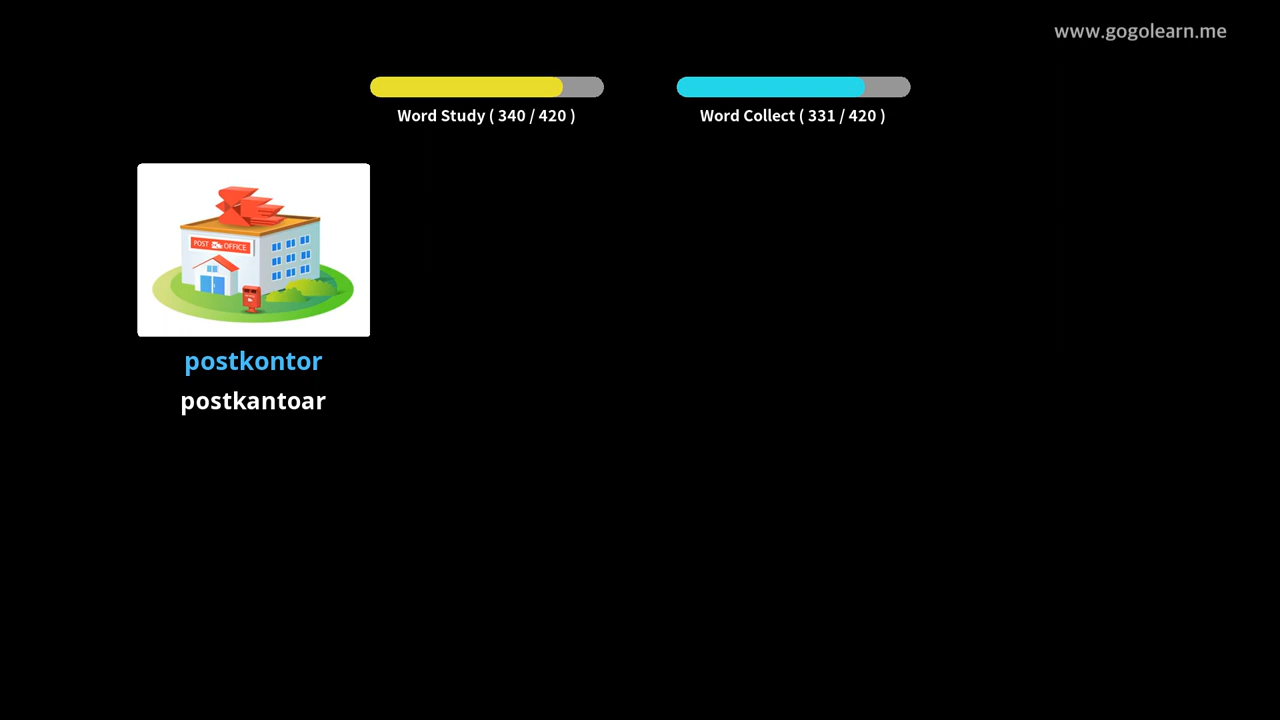 www.gogolearn.me
Word Study ( 340 / 420 )
Word Collect ( 331 / 420 )
POST OFFICE
postkontor
postkantoar